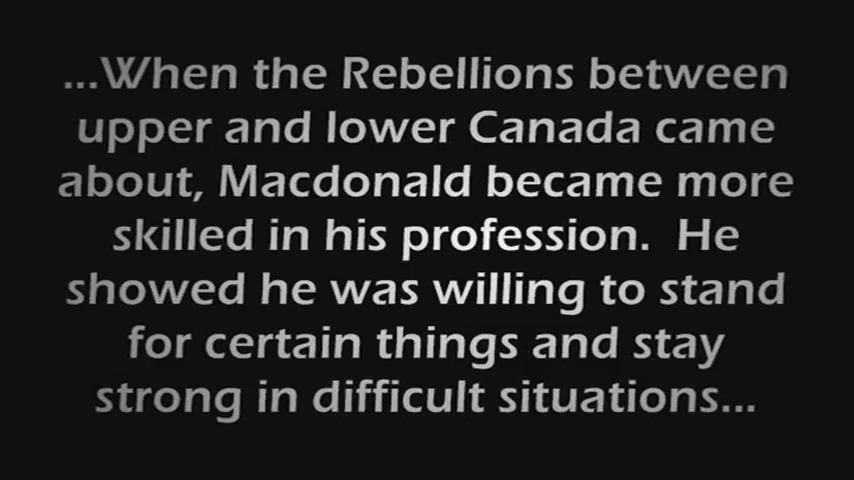 ...When the Rebellions between
upper and lower Canada came
about, Macdonald became more
skilled in his profession.  He
showed he was willing to stand
for certain things and stay
strong in difficult situations...